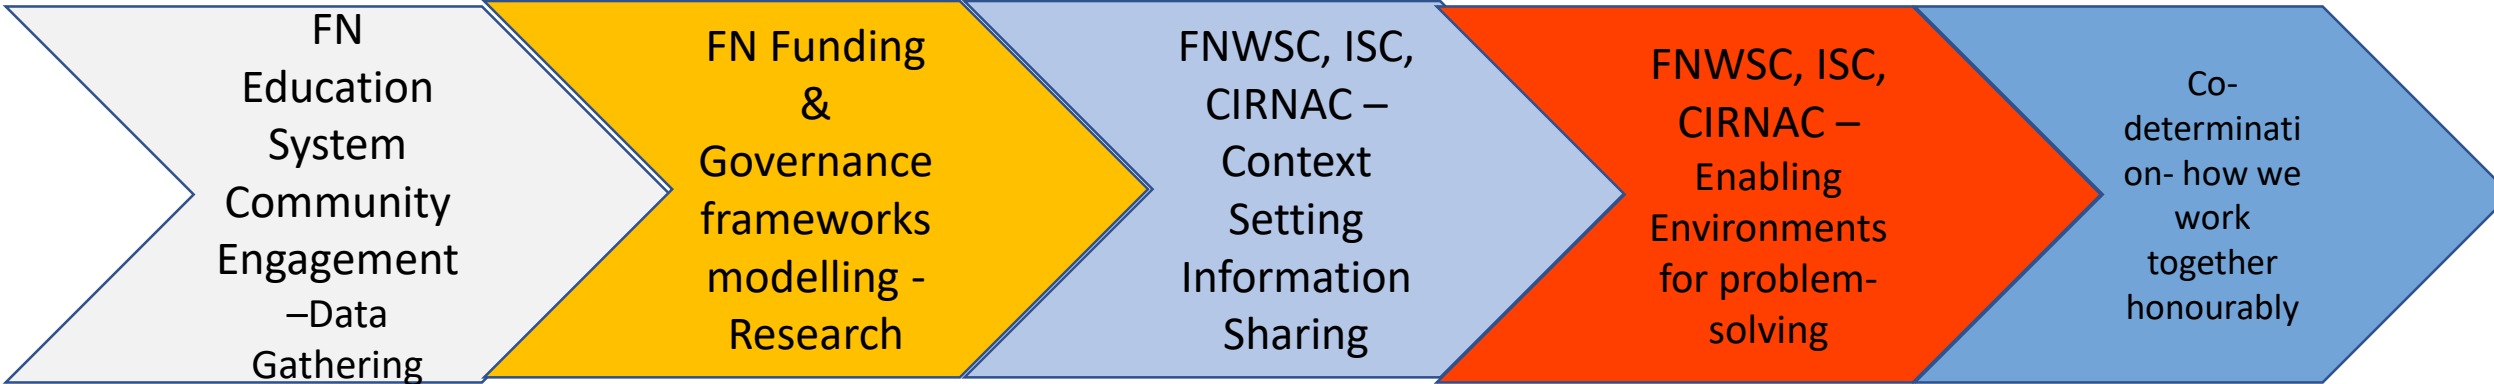 FN
Education
System
Community
Engagement
–Data
Gathering
FN Funding
&
Governance
frameworks
modelling -
Research
FNWSC, ISC,
CIRNAC –
Context
Setting
Information
Sharing
FNWSC, ISC,
CIRNAC –
Enabling
Environments
for problem-
solving
Co-
determinati
on- how we
work
together
honourably